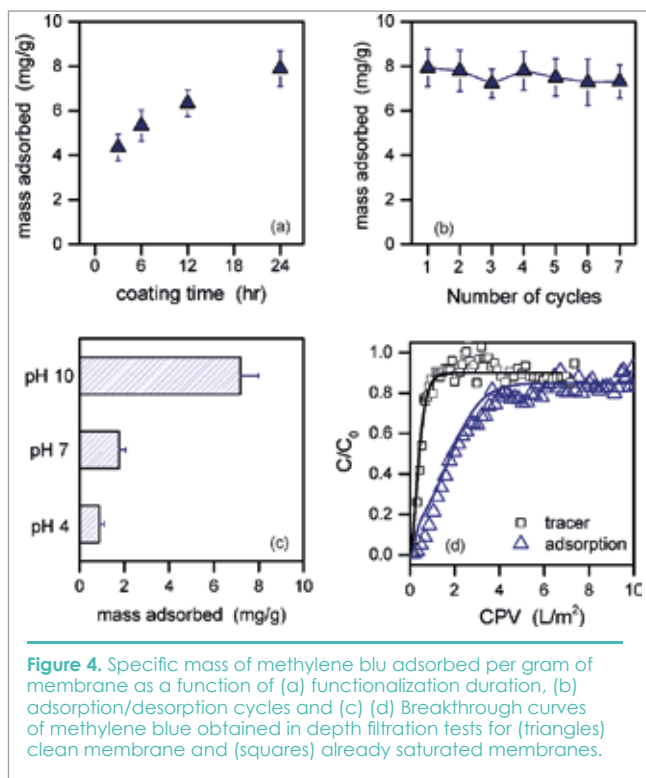 10
8
6
4
2
0
mass adsorbed (mg/g)
0 6 12 18 24
coating time (hr)
(a)
10
8
6
4
2
0
mass adsorbed (mg/g)
1 2 3 4 5 6 7
Number of cycles
(b)
pH 10
pH 7
pH 4
0 2 4 6 8 10
mass adsorbed (mg/g)
(c)
1.0
0.8
0.6
0.4
0.2
0.0
C/C₀
0 2 4 6 8 10
CPV (L/m²)
(d)
tracer
adsorption
Figure 4. Specific mass of methylene blu adsorbed per gram of
membrane as a function of (a) functionalization duration, (b)
adsorption/desorption cycles and (c) (d) Breakthrough curves
of methylene blue obtained in depth filtration tests for (triangles)
clean membrane and (squares) already saturated membranes.